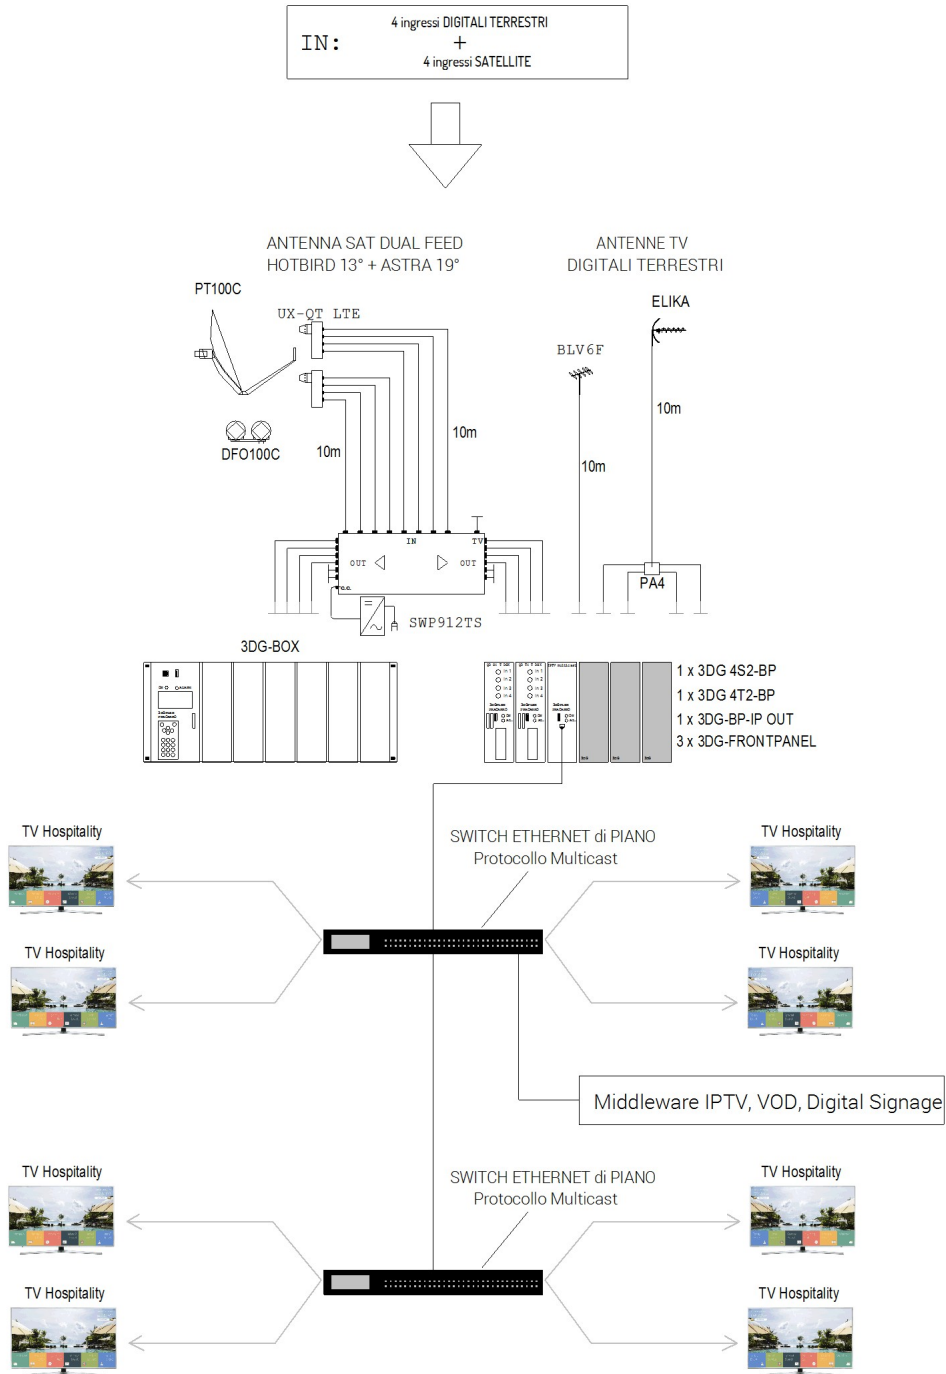 4 ingressi DIGITALI TERRESTRI
IN: +
4 ingressi SATELLITE
ANTENNA SAT DUAL FEED
HOTBIRD 13° + ASTRA 19°
ANTENNE TV
DIGITALI TERRESTRI
PT100C
ELIKA
UX-QT LTE
BLV6F
10m
DFO100C
10m
10m
10m
IN TV
OUT OUT
PA4
SWP912TS
3DG-BOX
1 x 3DG 4S2-BP
1 x 3DG 4T2-BP
1 x 3DG-BP-IP OUT
3 x 3DG-FRONTPANEL
TV Hospitality
SWITCH ETHERNET di PIANO
Protocollo Multicast
TV Hospitality
TV Hospitality
TV Hospitality
Middleware IPTV, VOD, Digital Signage
TV Hospitality
SWITCH ETHERNET di PIANO
Protocollo Multicast
TV Hospitality
TV Hospitality
TV Hospitality